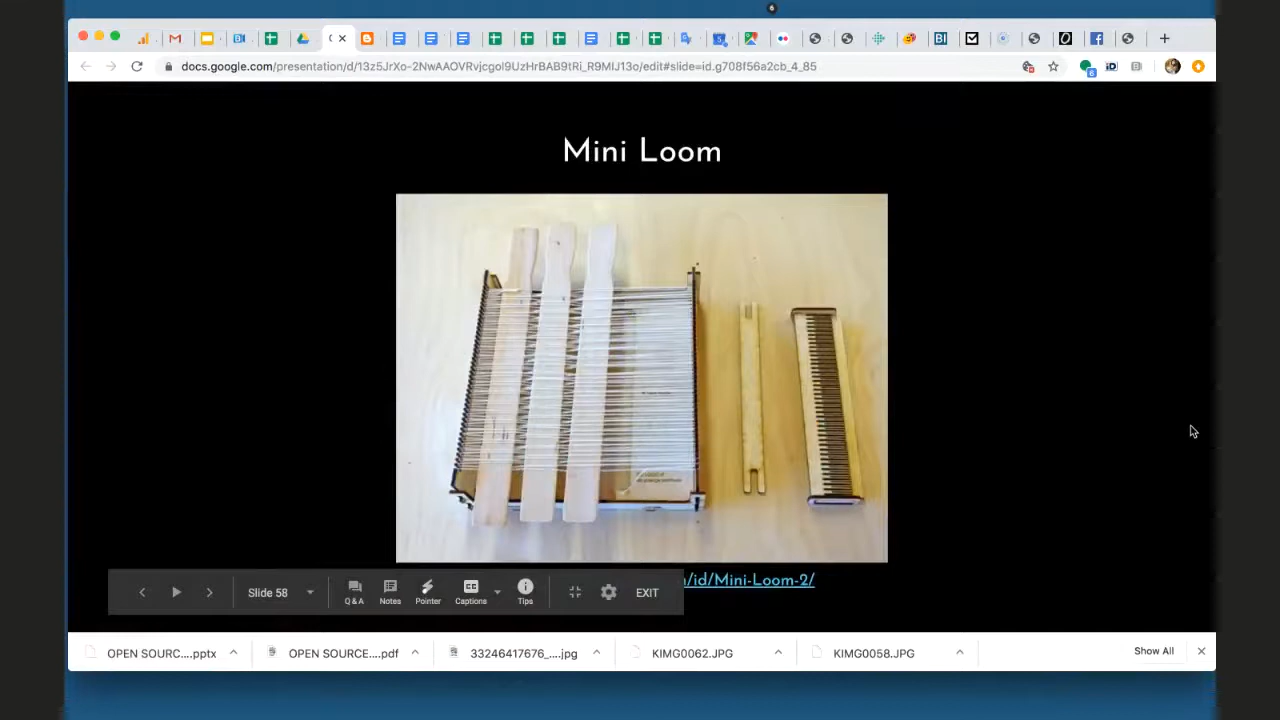 docs.google.com/presentation/d/13z5JrXo-2NwAAOVRvjcgol9UzHrBAB9tRi_R9MIJ13o/edit#slide=id.g708f56a2cb_4_85
Mini Loom
/id/Mini-Loom-2/
Slide 58
Q & A
Notes
Pointer
Captions
Tips
EXIT
OPEN SOURC....pptx
OPEN SOURCE....pdf
33246417676_....jpg
KIMG0062.JPG
KIMG0058.JPG
Show All